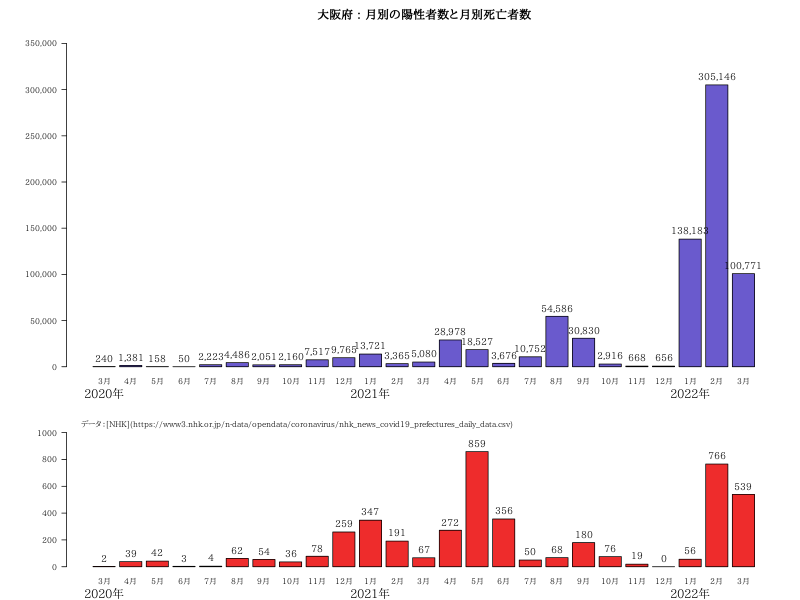 大阪府：月別の陽性者数と月別死亡者数
350,000
300,000
250,000
200,000
150,000
100,000
50,000
0
240 1,381 158 50 2,223 4,486 2,051 2,160 7,517 9,765 13,721 3,365 5,080 28,978 18,527 3,676 10,752 54,586 30,830 2,916 668 656 138,183 305,146 100,771
3月 4月 5月 6月 7月 8月 9月 10月 11月 12月 1月 2月 3月 4月 5月 6月 7月 8月 9月 10月 11月 12月 1月 2月 3月
2020年 2021年 2022年
データ:[NHK](https://www3.nhk.or.jp/n-data/opendata/coronavirus/nhk_news_covid19_prefectures_daily_data.csv)
1000
800
600
400
200
0
2 39 42 3 4 62 54 36 78 259 347 191 67 272 859 356 50 68 180 76 19 0 56 766 539
3月 4月 5月 6月 7月 8月 9月 10月 11月 12月 1月 2月 3月 4月 5月 6月 7月 8月 9月 10月 11月 12月 1月 2月 3月
2020年 2021年 2022年